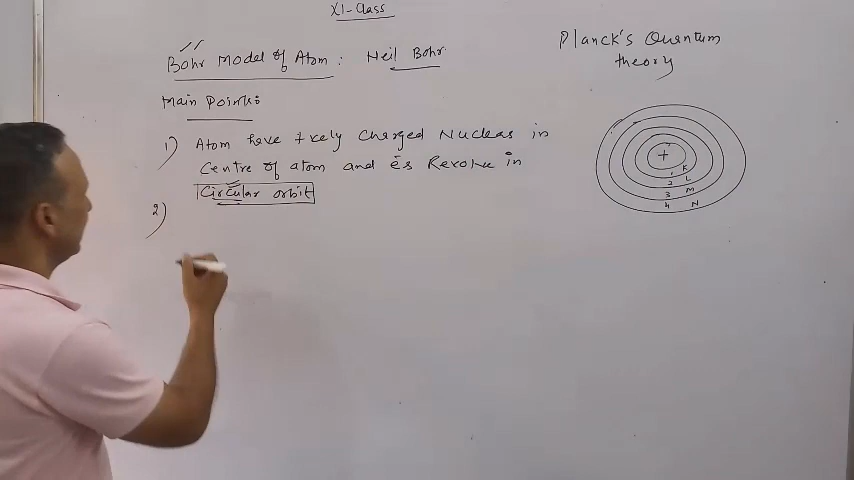 XI-Class
Bohr Model of Atom : Neil Bohr
Planck's Quantum
theory
Main Points:
1) Atom have +vely Charged Nucleus in
Centre of atom and ēs Revolve in
Circular orbit
2)
+
1 K
2 L
3 M
4 N